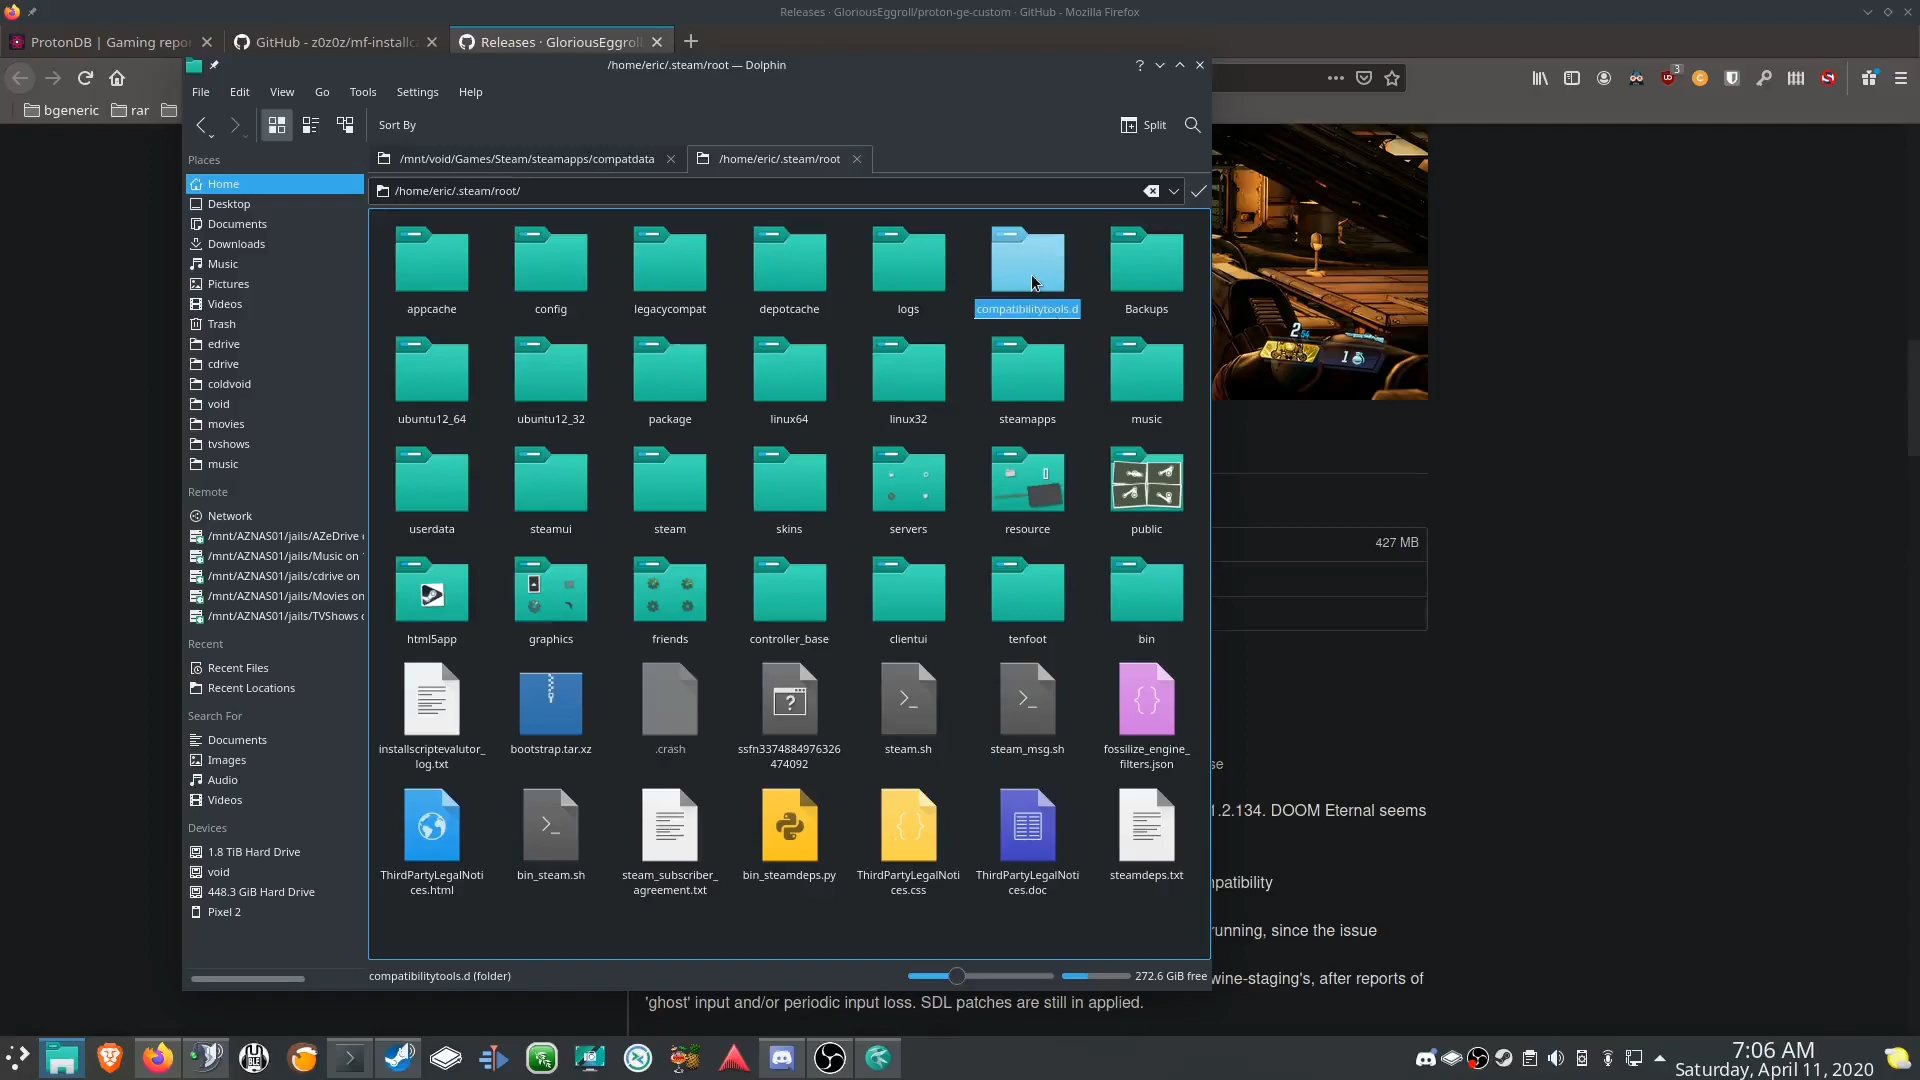 Releases · GloriousEggroll/proton-ge-custom · GitHub - Mozilla Firefox
ProtonDB | Gaming repo
GitHub - z0z0z/mf-installc
Releases · GloriousEggroll
/home/eric/.steam/root — Dolphin
3
bgeneric
rar
File
Edit
View
Go
Tools
Settings
Help
Sort By
Split
Places
/mnt/void/Games/Steam/steamapps/compatdata
/home/eric/.steam/root
/home/eric/.steam/root/
Home
Desktop
Documents
Downloads
Music
Pictures
Videos
Trash
edrive
cdrive
coldvoid
void
movies
tvshows
music
Remote
Network
/mnt/AZNAS01/jails/AZeDrive
/mnt/AZNAS01/jails/Music on
/mnt/AZNAS01/jails/cdrive on
/mnt/AZNAS01/jails/Movies on
/mnt/AZNAS01/jails/TVShows
Recent
Recent Files
Recent Locations
Search For
Documents
Images
Audio
Videos
Devices
1.8 TiB Hard Drive
void
448.3 GiB Hard Drive
Pixel 2
appcache
config
legacycompat
depotcache
logs
compatibilitytools.d
Backups
ubuntu12_64
ubuntu12_32
package
linux64
linux32
steamapps
music
userdata
steamui
steam
skins
servers
resource
public
html5app
graphics
friends
controller_base
clientui
tenfoot
bin
installscriptevalutor_
log.txt
bootstrap.tar.xz
.crash
ssfn3374884976326
474092
steam.sh
steam_msg.sh
fossilize_engine_
filters.json
ThirdPartyLegalNoti
ces.html
bin_steam.sh
steam_subscriber_
agreement.txt
bin_steamdeps.py
ThirdPartyLegalNoti
ces.css
ThirdPartyLegalNoti
ces.doc
steamdeps.txt
compatibilitytools.d (folder)
272.6 GiB free
427 MB
se
1.2.134. DOOM Eternal seems
npatibility
running, since the issue
wine-staging's, after reports of
'ghost' input and/or periodic input loss. SDL patches are still in applied.
7:06 AM
Saturday, April 11, 2020